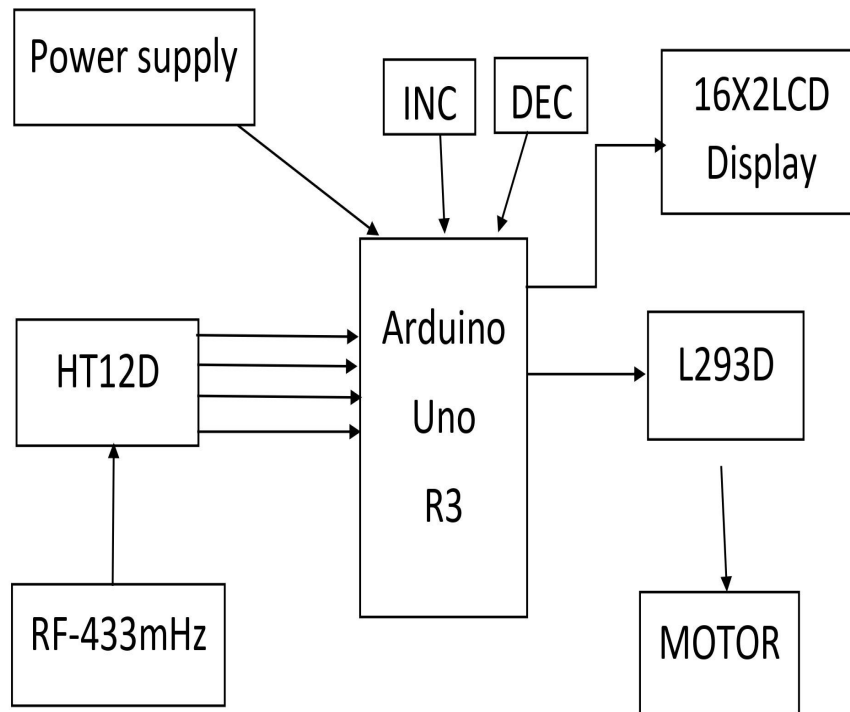 Power supply
INC
DEC
16X2LCD
Display
HT12D
Arduino
Uno
R3
L293D
RF-433mHz
MOTOR